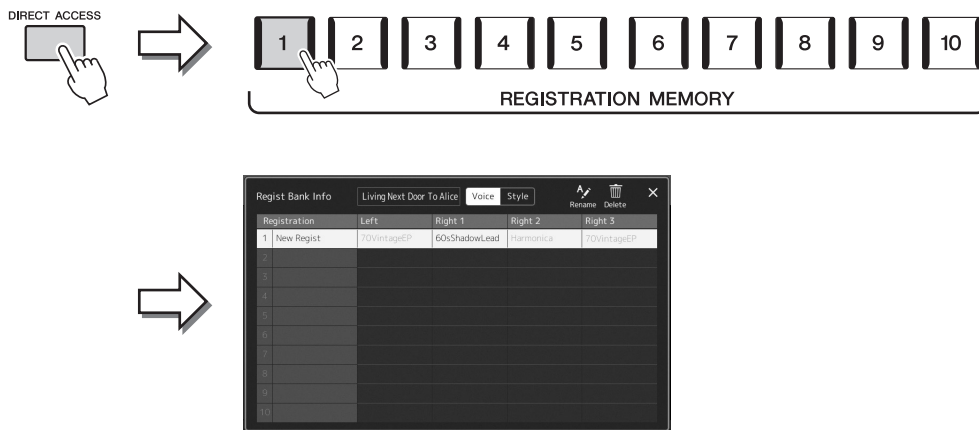 DIRECT ACCESS
1 2 3 4 5 6 7 8 9 10
REGISTRATION MEMORY
Regist Bank Info Living Next Door To Alice Voice Style Rename Delete
Registration Left Right 1 Right 2 Right 3
1 New Regist 70VintageEP 60sShadowLead Harmonica 70VintageEP
2
3
4
5
6
7
8
9
10